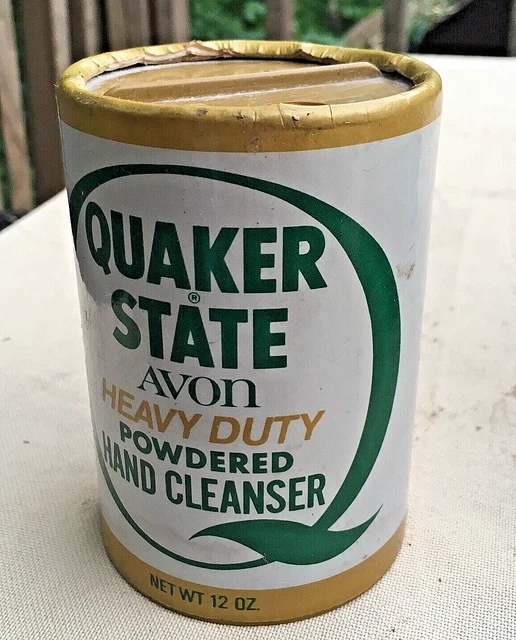 QUAKER
STATE®
AVON
HEAVY DUTY
POWDERED
HAND CLEANSER
NET WT 12 OZ.